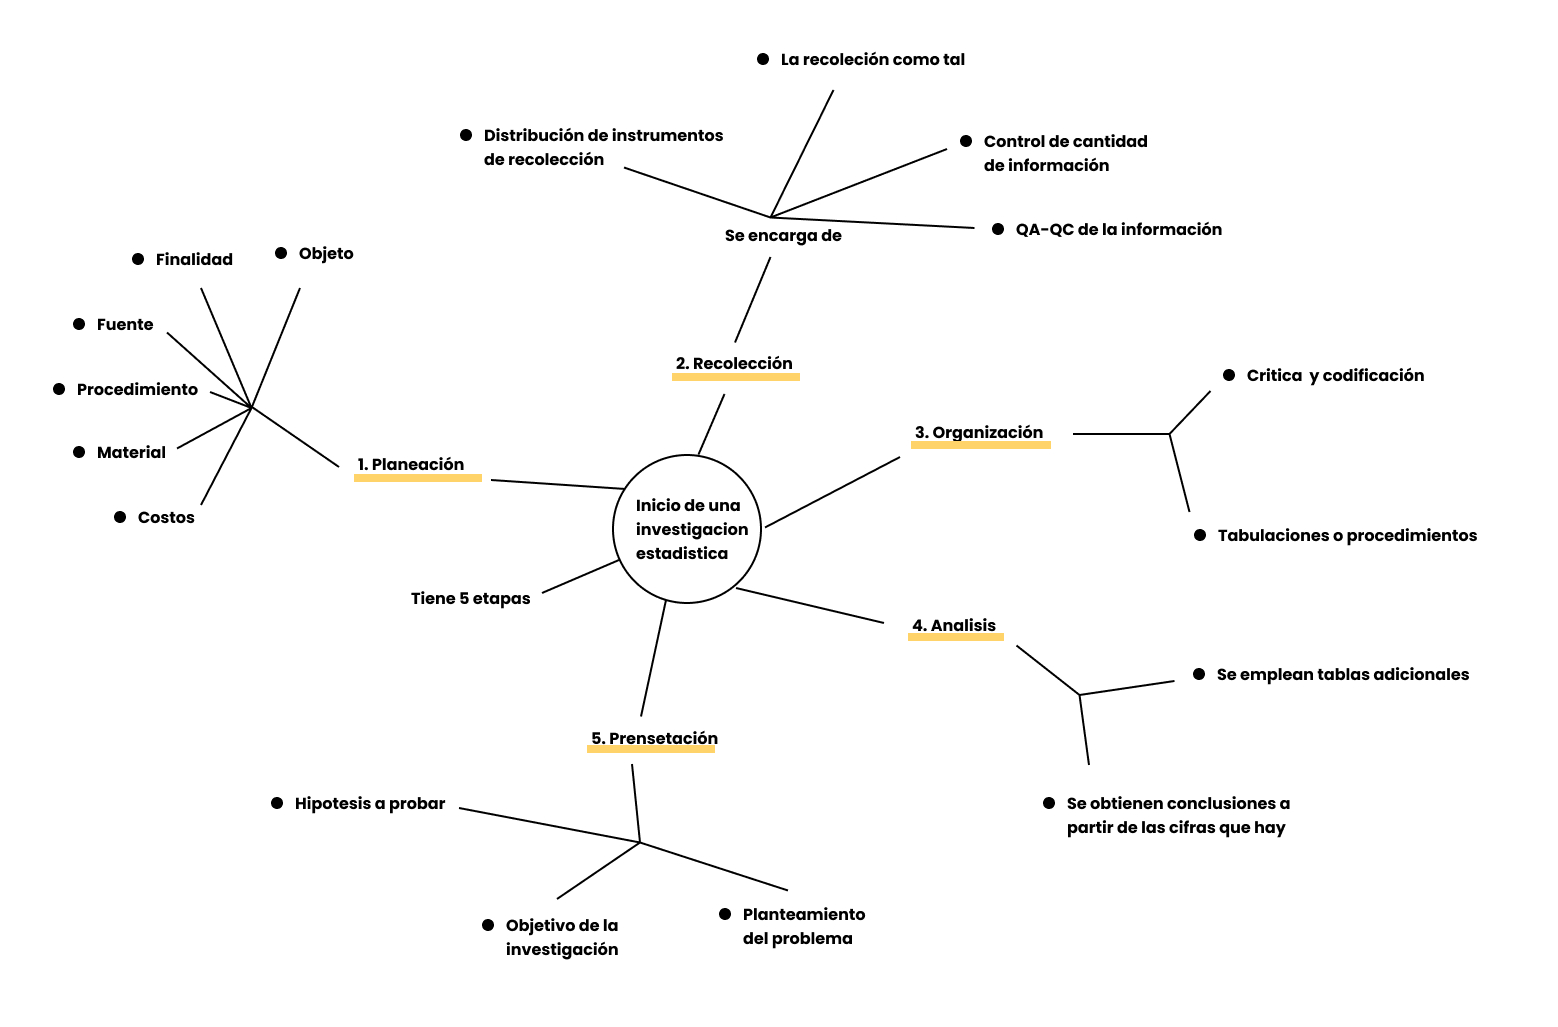 La recoleción como tal
Distribución de instrumentos
de recolección
Control de cantidad
de información
QA-QC de la información
Se encarga de
Finalidad
Objeto
Fuente
Procedimiento
Material
Costos
1. Planeación
2. Recolección
3. Organización
Critica  y codificación
Tabulaciones o procedimientos
Inicio de una
investigacion
estadistica
Tiene 5 etapas
4. Analisis
Se emplean tablas adicionales
Se obtienen conclusiones a
partir de las cifras que hay
5. Prensetación
Hipotesis a probar
Objetivo de la
investigación
Planteamiento
del problema